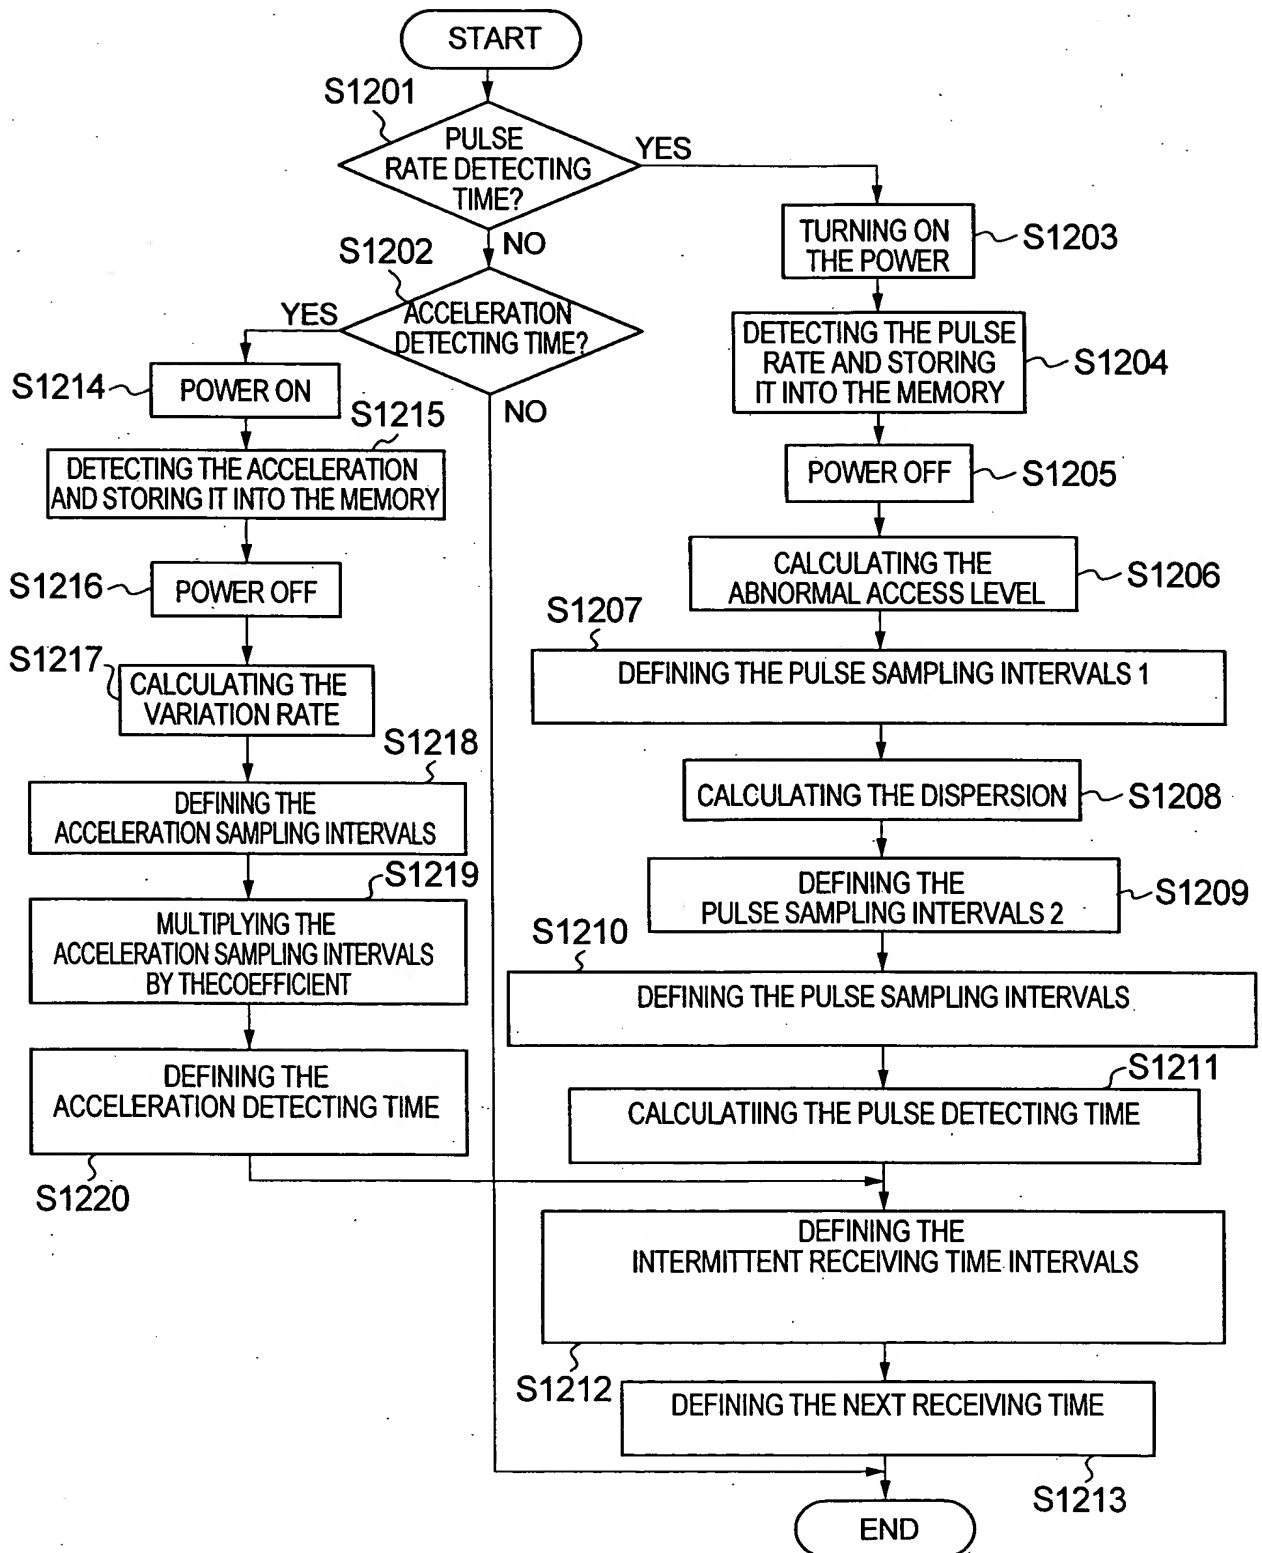 START
S1201
PULSE
RATE DETECTING
TIME?
YES
NO
S1202
ACCELERATION
DETECTING TIME?
YES
NO
TURNING ON
THE POWER
S1203
DETECTING THE PULSE
RATE AND STORING
IT INTO THE MEMORY
S1204
POWER OFF
S1205
CALCULATING THE
ABNORMAL ACCESS LEVEL
S1206
S1207
DEFINING THE PULSE SAMPLING INTERVALS 1
CALCULATING THE DISPERSION
S1208
DEFINING THE
PULSE SAMPLING INTERVALS 2
S1209
S1210
DEFINING THE PULSE SAMPLING INTERVALS
S1211
CALCULATIING THE PULSE DETECTING TIME
S1214
POWER ON
S1215
DETECTING THE ACCELERATION
AND STORING IT INTO THE MEMORY
S1216
POWER OFF
S1217
CALCULATING THE
VARIATION RATE
S1218
DEFINING THE
ACCELERATION SAMPLING INTERVALS
S1219
MULTIPLYING THE
ACCELERATION SAMPLING INTERVALS
BY THECOEFFICIENT
DEFINING THE
ACCELERATION DETECTING TIME
S1220
DEFINING THE
INTERMITTENT RECEIVING TIME INTERVALS
S1212
DEFINING THE NEXT RECEIVING TIME
S1213
END